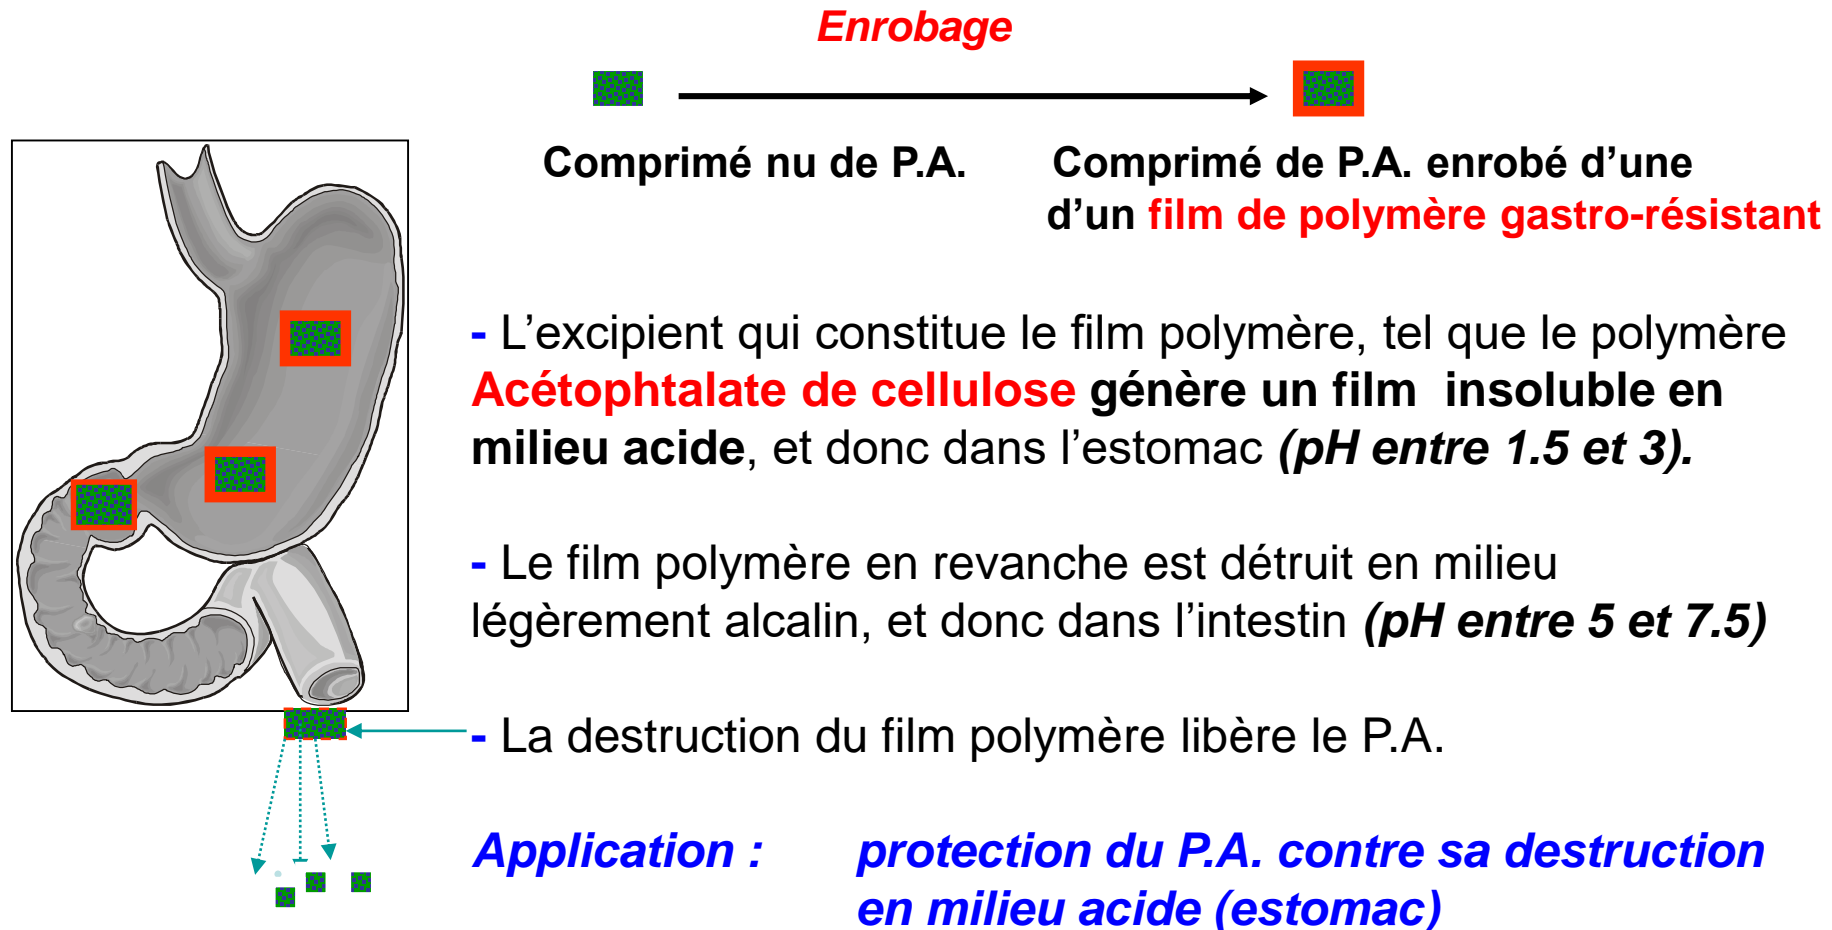 Enrobage
Comprimé nu de P.A.
Comprimé de P.A. enrobé d’une
d’un film de polymère gastro-résistant
- L’excipient qui constitue le film polymère, tel que le polymère
Acétophtalate de cellulose génère un film insoluble en
milieu acide, et donc dans l’estomac (pH entre 1.5 et 3).
- Le film polymère en revanche est détruit en milieu
légèrement alcalin, et donc dans l’intestin (pH entre 5 et 7.5)
- La destruction du film polymère libère le P.A.
Application : protection du P.A. contre sa destruction
en milieu acide (estomac)